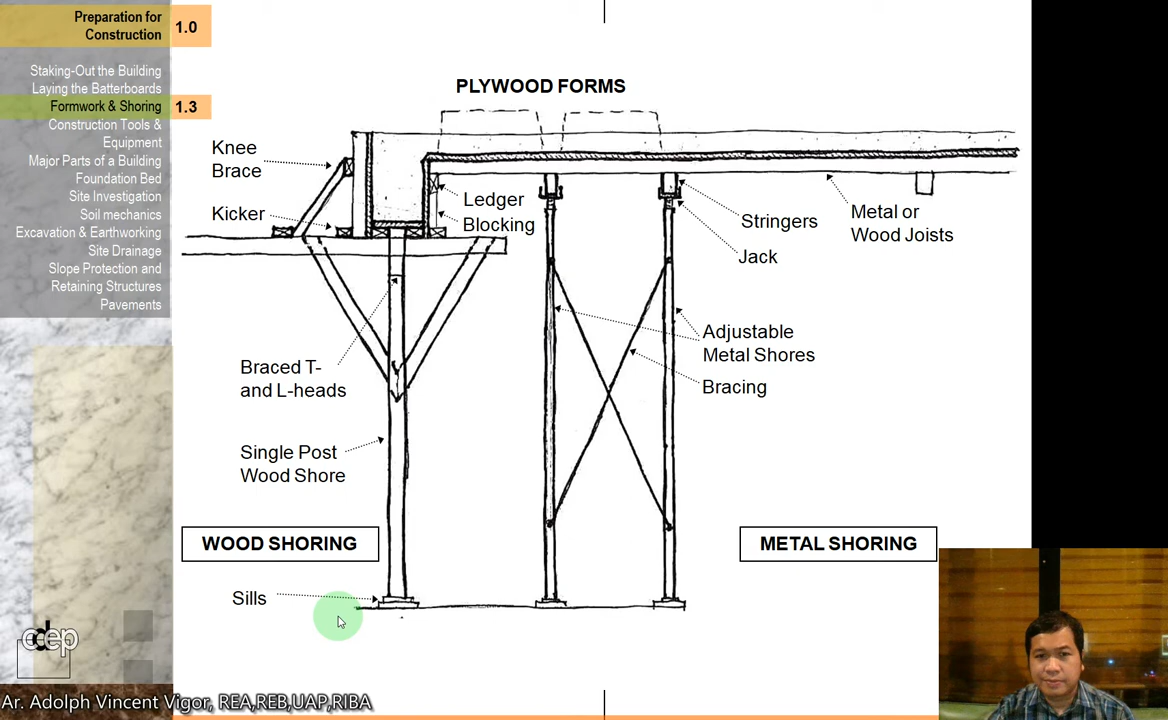 Preparation for
Construction
1.0
Staking-Out the Building
Laying the Batterboards
Formwork & Shoring
1.3
Construction Tools &
Equipment
Major Parts of a Building
Foundation Bed
Site Investigation
Soil mechanics
Excavation & Earthworking
Site Drainage
Slope Protection and
Retaining Structures
Pavements
PLYWOOD FORMS
Knee
Brace
Kicker
Ledger
Blocking
Stringers
Jack
Metal or
Wood Joists
Adjustable
Metal Shores
Bracing
Braced T-
and L-heads
Single Post
Wood Shore
WOOD SHORING
METAL SHORING
Sills
cdep
Ar. Adolph Vincent Vigor, REA,REB,UAP,RIBA